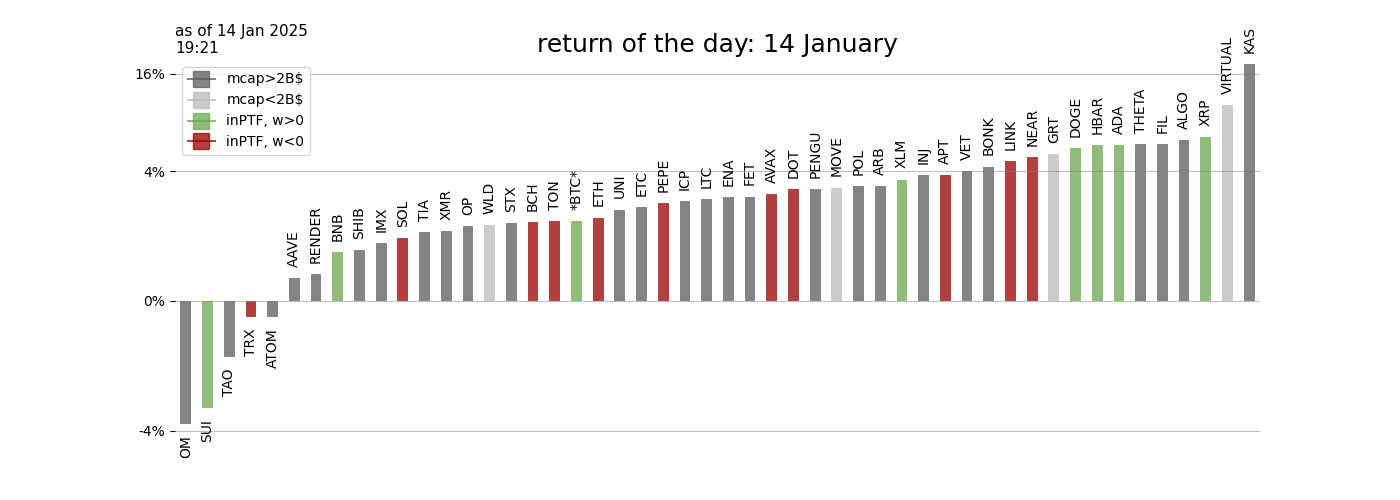 as of 14 Jan 2025
19:21
return of the day: 14 January
mcap>2B$
mcap<2B$
inPTF, w>0
inPTF, w<0
16%
4%
0%
-4%
OM
SUI
TAO
TRX
ATOM
AAVE
RENDER
BNB
SHIB
IMX
SOL
TIA
XMR
OP
WLD
STX
BCH
TON
*BTC*
ETH
UNI
ETC
PEPE
ICP
LTC
ENA
FET
AVAX
DOT
PENGU
MOVE
POL
ARB
XLM
INJ
APT
VET
BONK
LINK
NEAR
GRT
DOGE
HBAR
ADA
THETA
FIL
ALGO
XRP
VIRTUAL
KAS